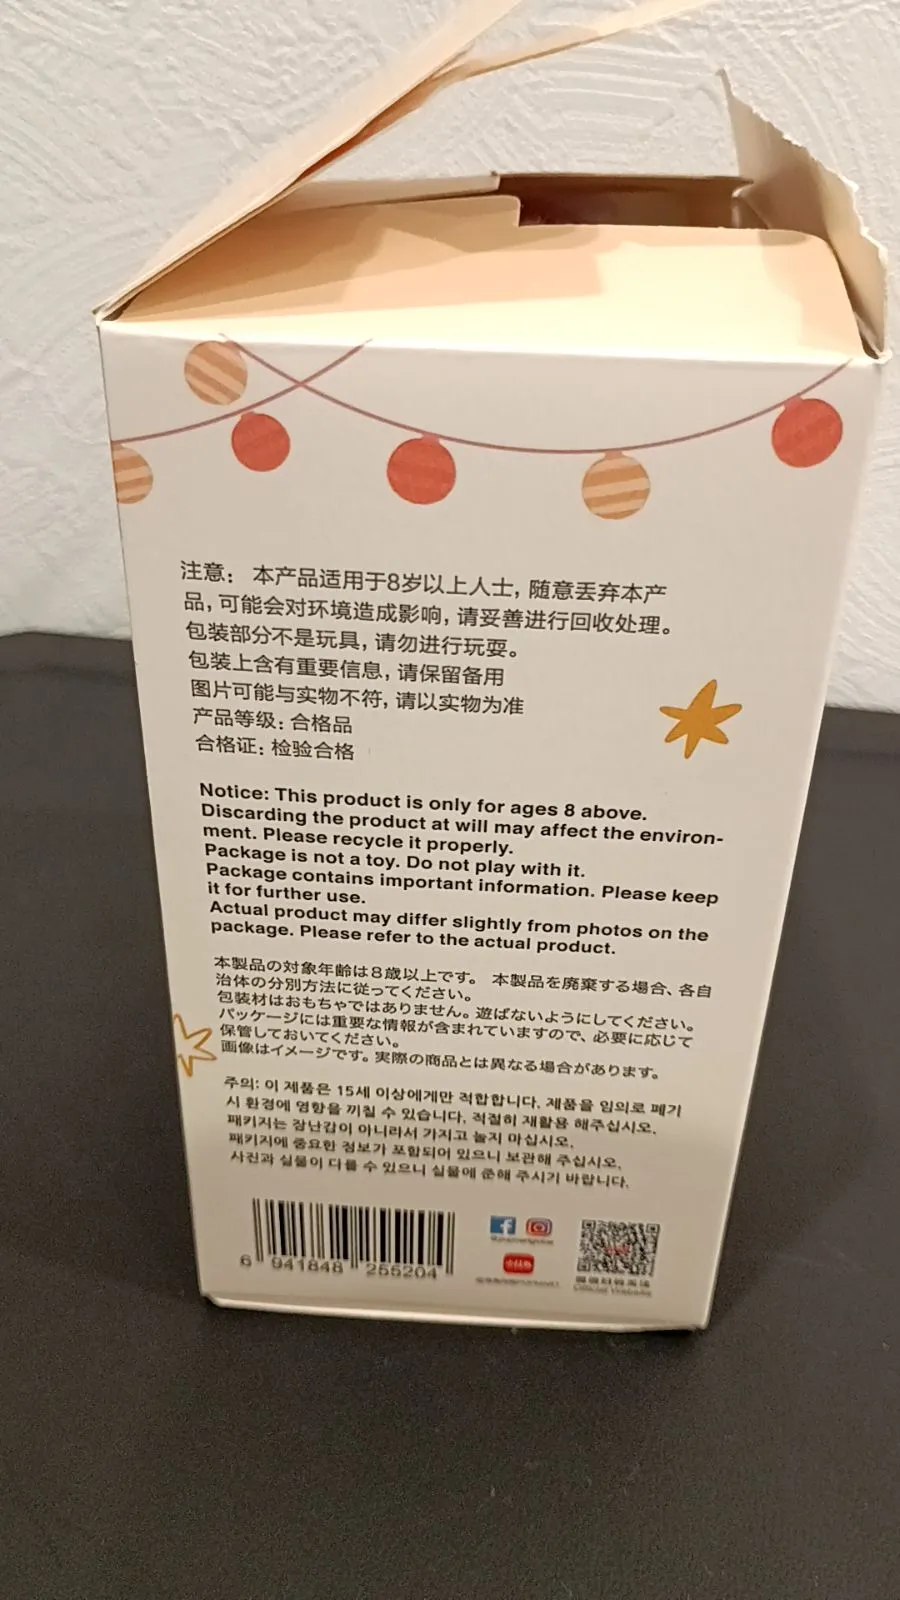 注意： 本产品适用于8岁以上人士, 随意丢弃本产
品, 可能会对环境造成影响, 请妥善进行回收处理。
包装部分不是玩具, 请勿进行玩耍。
包装上含有重要信息, 请保留备用
图片可能与实物不符, 请以实物为准
产品等级: 合格品
合格证: 检验合格
Notice: This product is only for ages 8 above.
Discarding the product at will may affect the environ-
ment. Please recycle it properly.
Package is not a toy. Do not play with it.
Package contains important information. Please keep
it for further use.
Actual product may differ slightly from photos on the
package. Please refer to the actual product.
本製品の対象年齢は8歳以上です。 本製品を廃棄する場合、各自
治体の分別方法に従ってください。
包装材はおもちゃではありません。遊ばないようにしてください。
パッケージには重要な情報が含まれていますので、必要に応じて
保管しておいてください。
画像はイメージです。実際の商品とは異なる場合があります。
주의: 이 제품은 15세 이상에게만 적합합니다. 제품을 임의로 폐기
시 환경에 영향을 끼칠 수 있습니다. 적절히 재활용 해주십시오.
패키지는 장난감이 아니라서 가지고 놀지 마십시오.
패키지에 중요한 정보가 포함되어 있으니 보관해 주십시오.
사진과 실물이 다를 수 있으니 실물에 준해 주시기 바랍니다.
6 941848 255204
Official Website